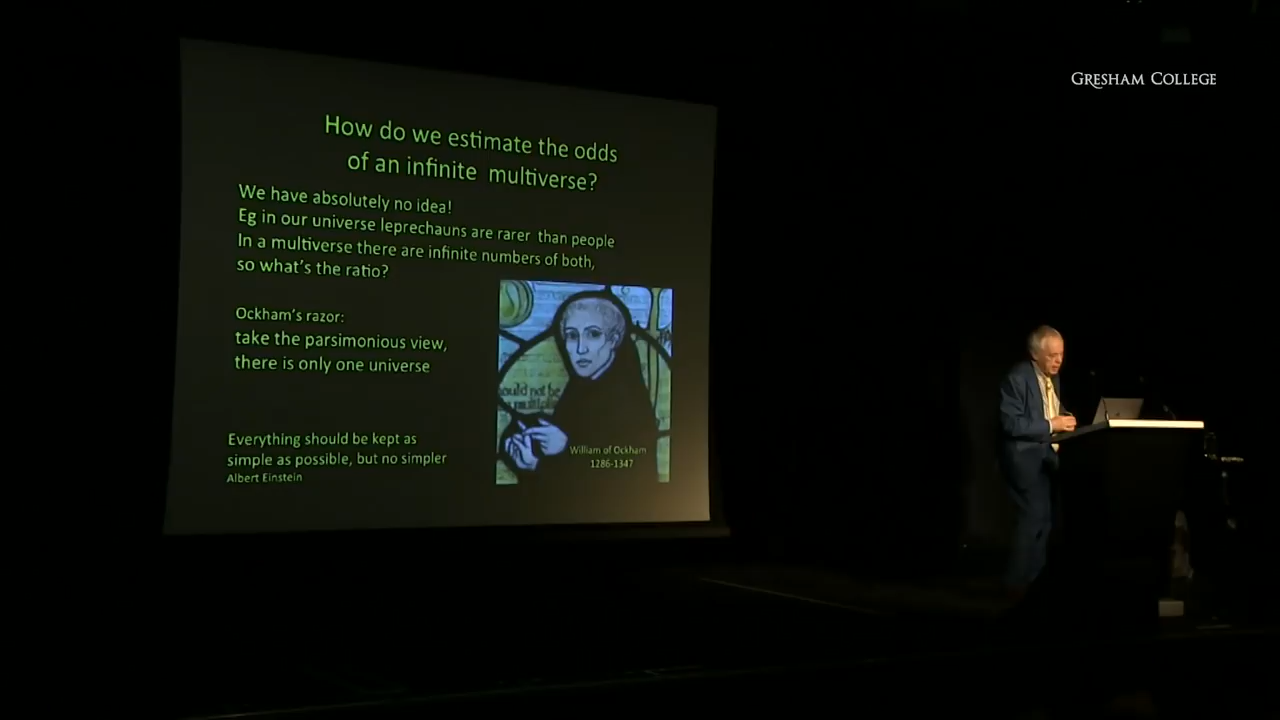 GRESHAM COLLEGE
How do we estimate the odds
of an infinite multiverse?
We have absolutely no idea!
Eg in our universe leprechauns are rarer than people
In a multiverse there are infinite numbers of both,
so what's the ratio?
Ockham's razor:
take the parsimonious view,
there is only one universe
ould not be
William of Ockham
1286-1347
Everything should be kept as
simple as possible, but no simpler
Albert Einstein